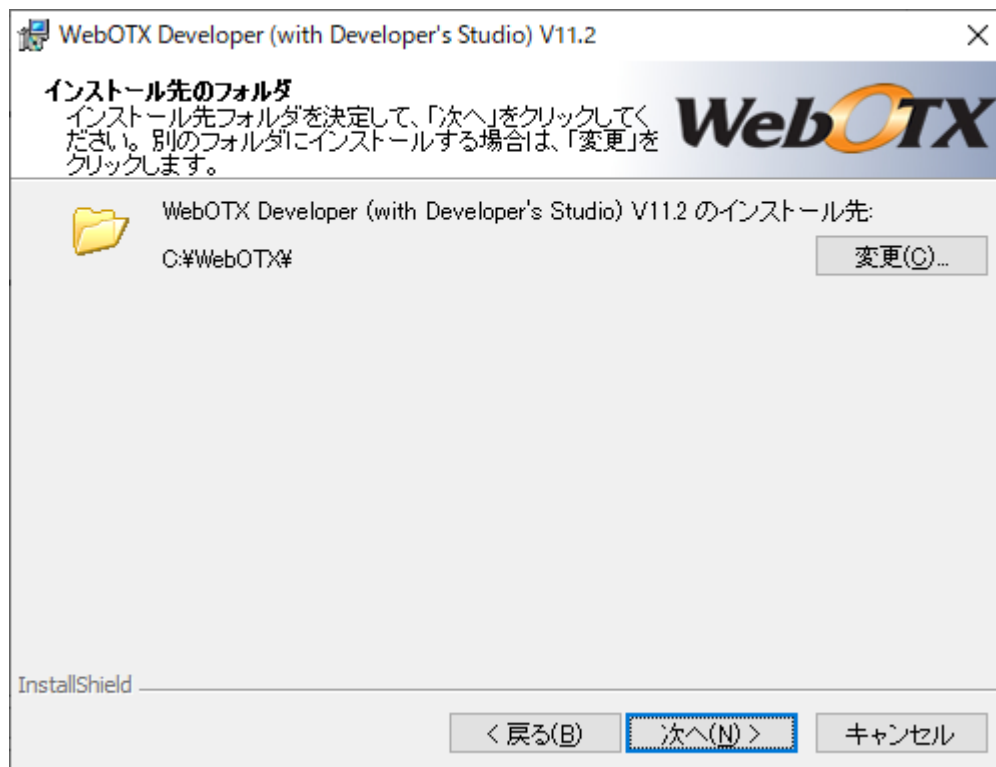 WebOTX Developer (with Developer's Studio) V11.2
インストール先のフォルダ
インストール先フォルダを決定して、「次へ」をクリックしてく
ださい。別のフォルダにインストールする場合は、「変更」を
クリックします。
WebOTX
WebOTX Developer (with Developer's Studio) V11.2 のインストール先:
C:¥WebOTX¥
変更(C)...
InstallShield
< 戻る(B)
次へ(N) >
キャンセル